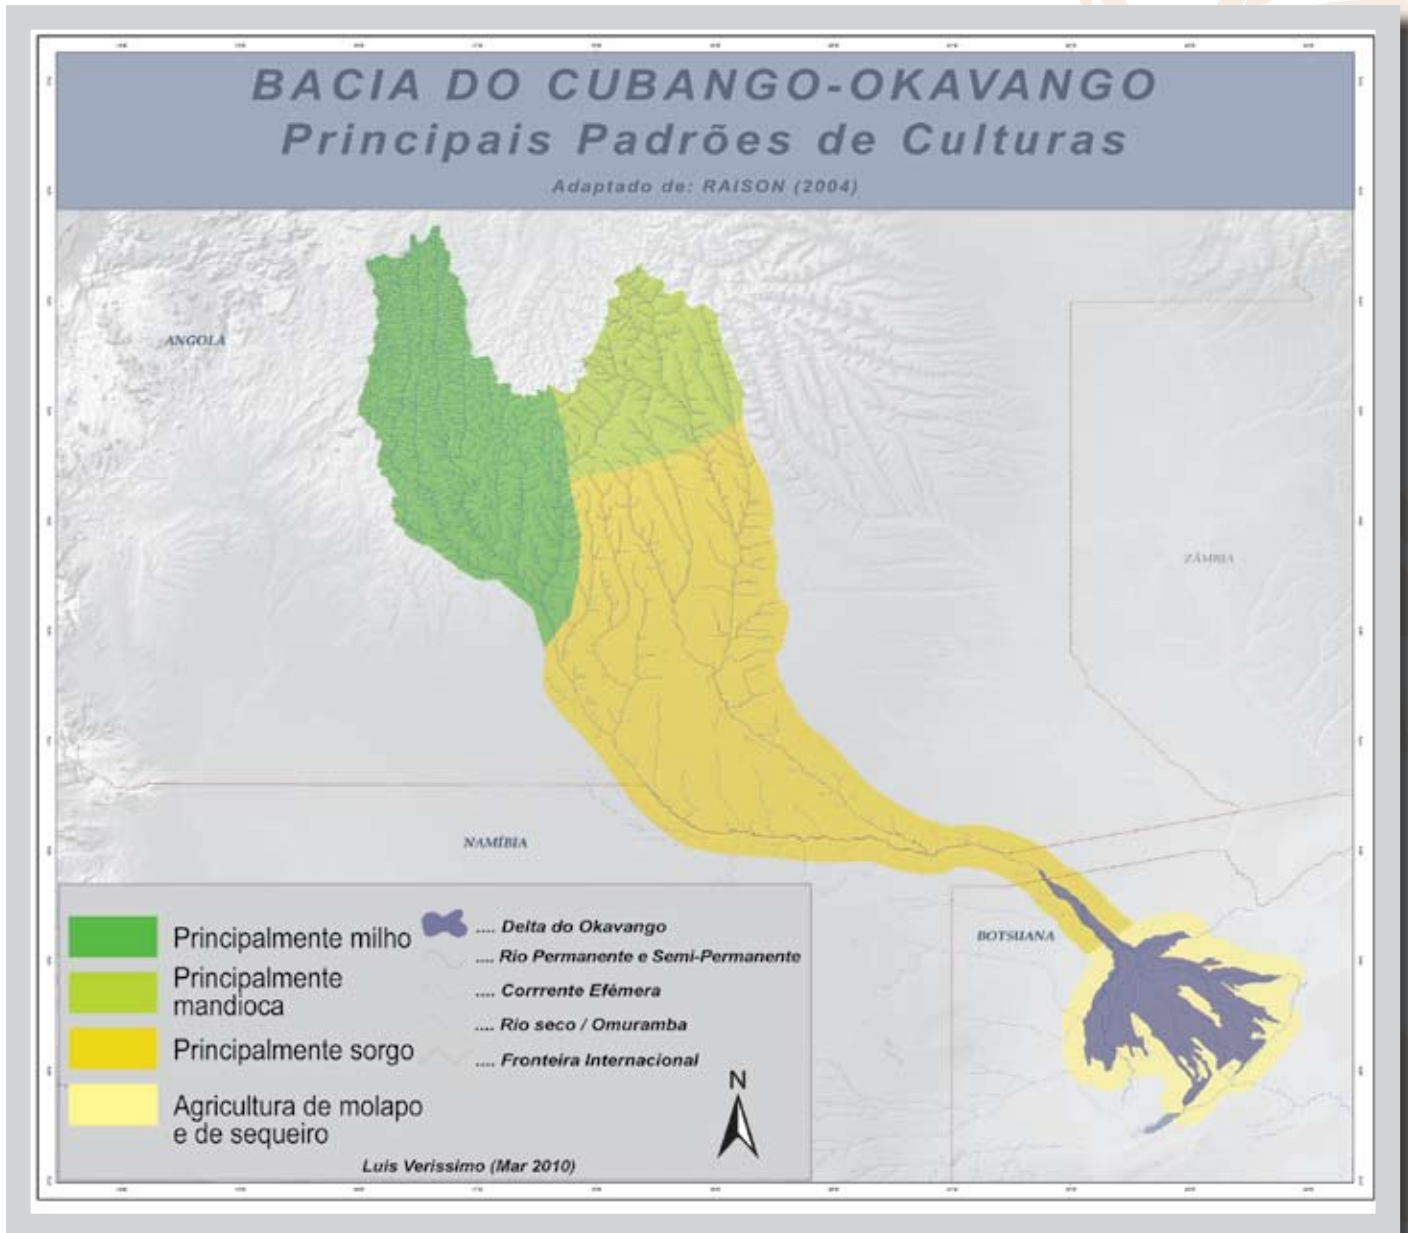 BACIA DO CUBANGO-OKAVANGO
Principais Padrões de Culturas
Adaptado de: RAISON (2004)
ANGOLA
ZÂMBIA
NAMÍBIA
BOTSUANA
Principalmente milho
Principalmente
mandioca
Principalmente sorgo
Agricultura de molapo
e de sequeiro
.... Delta do Okavango
.... Rio Permanente e Semi-Permanente
.... Corrrente Efémera
.... Rio seco / Omuramba
.... Fronteira Internacional
N
Luis Verissimo (Mar 2010)